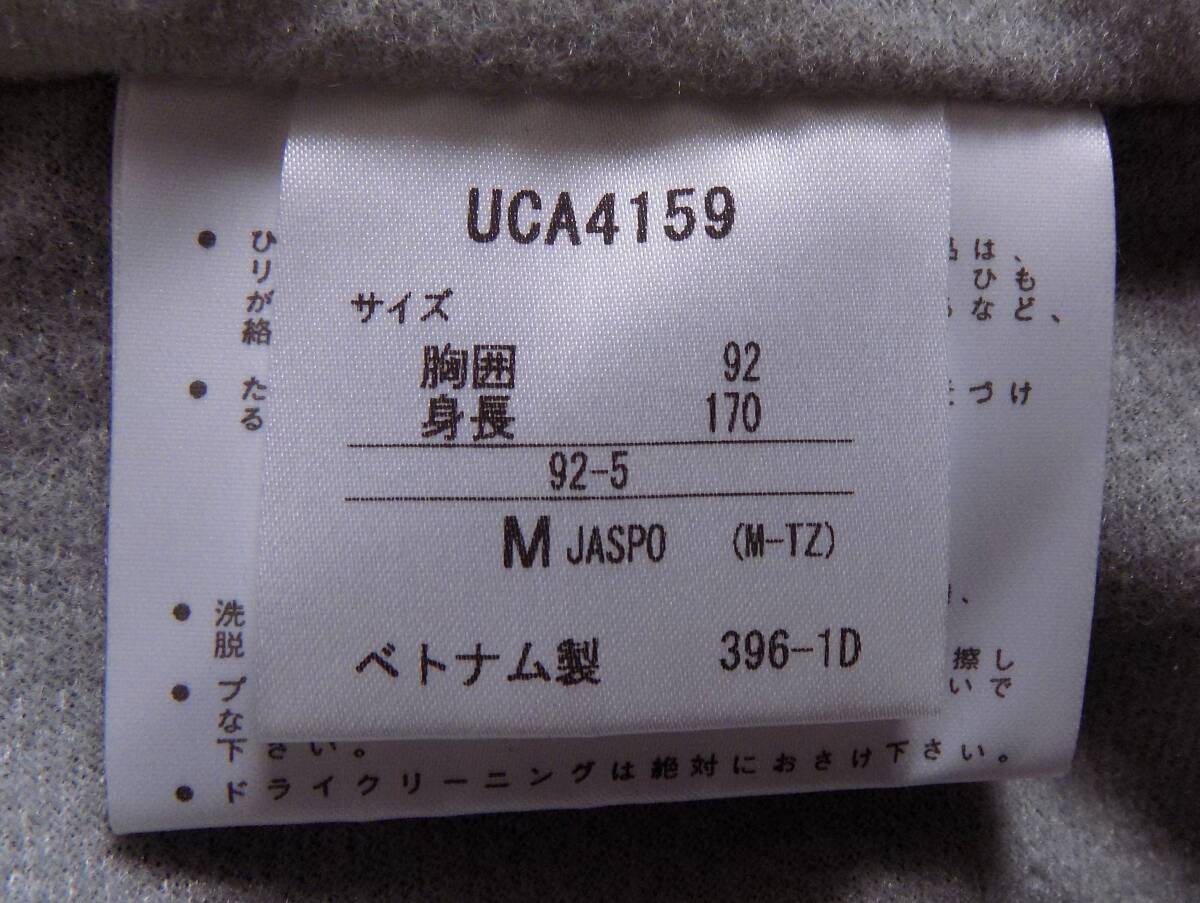 UCA4159
サイズ
胸囲 92
身長 170
92-5
M JASPO (M-TZ)
ベトナム製 396-1D
● ひ は、
り ひも
が など、
絡
● た づけ
る
● 洗 、
脱
● プ 擦し
な いで
下さい。
● ドライクリーニングは絶対におさけ下さい。